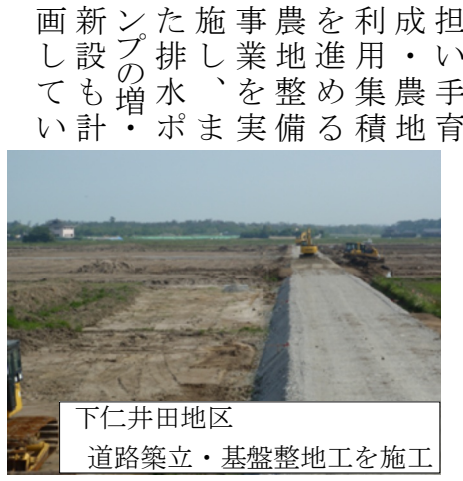 担い手育
成・農地
利用集積
を進める
農地整備
事業を実
施し、ま
た排水ポ
ンプの増・
新設も計
画してい
下仁井田地区
道路築立・基盤整地工を施工